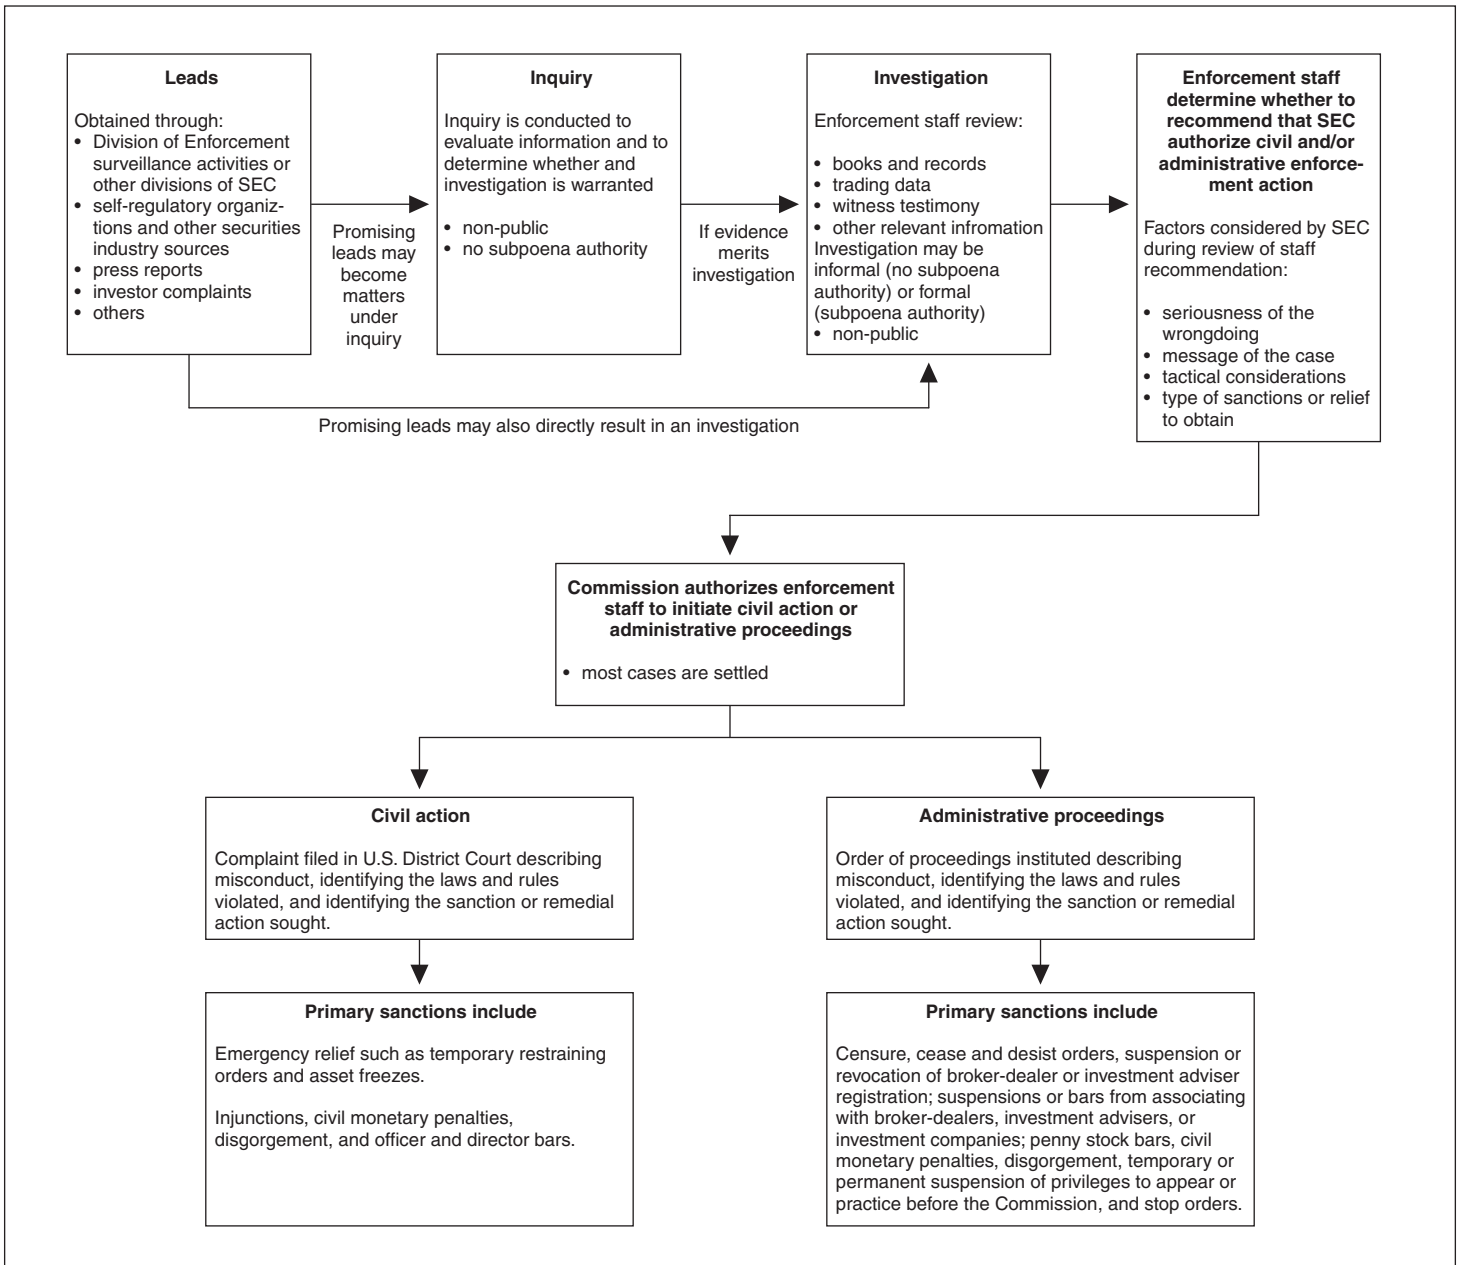 Leads
Obtained through:
• Division of Enforcement
surveillance activities or
other divisions of SEC
• self-regulatory organiz-
tions and other securities
industry sources
• press reports
• investor complaints
• others
Promising
leads may
become
matters
under
inquiry
Inquiry
Inquiry is conducted to
evaluate information and to
determine whether and
investigation is warranted
• non-public
• no subpoena authority
If evidence
merits
investigation
Investigation
Enforcement staff review:
• books and records
• trading data
• witness testimony
• other relevant infromation
Investigation may be
informal (no subpoena
authority) or formal
(subpoena authority)
• non-public
Enforcement staff
determine whether to
recommend that SEC
authorize civil and/or
administrative enforce-
ment action
Factors considered by SEC
during review of staff
recommendation:
• seriousness of the
wrongdoing
• message of the case
• tactical considerations
• type of sanctions or relief
to obtain
Promising leads may also directly result in an investigation
Commission authorizes enforcement
staff to initiate civil action or
administrative proceedings
• most cases are settled
Civil action
Complaint filed in U.S. District Court describing
misconduct, identifying the laws and rules
violated, and identifying the sanction or remedial
action sought.
Administrative proceedings
Order of proceedings instituted describing
misconduct, identifying the laws and rules
violated, and identifying the sanction or remedial
action sought.
Primary sanctions include
Emergency relief such as temporary restraining
orders and asset freezes.
Injunctions, civil monetary penalties,
disgorgement, and officer and director bars.
Primary sanctions include
Censure, cease and desist orders, suspension or
revocation of broker-dealer or investment adviser
registration; suspensions or bars from associating
with broker-dealers, investment advisers, or
investment companies; penny stock bars, civil
monetary penalties, disgorgement, temporary or
permanent suspension of privileges to appear or
practice before the Commission, and stop orders.